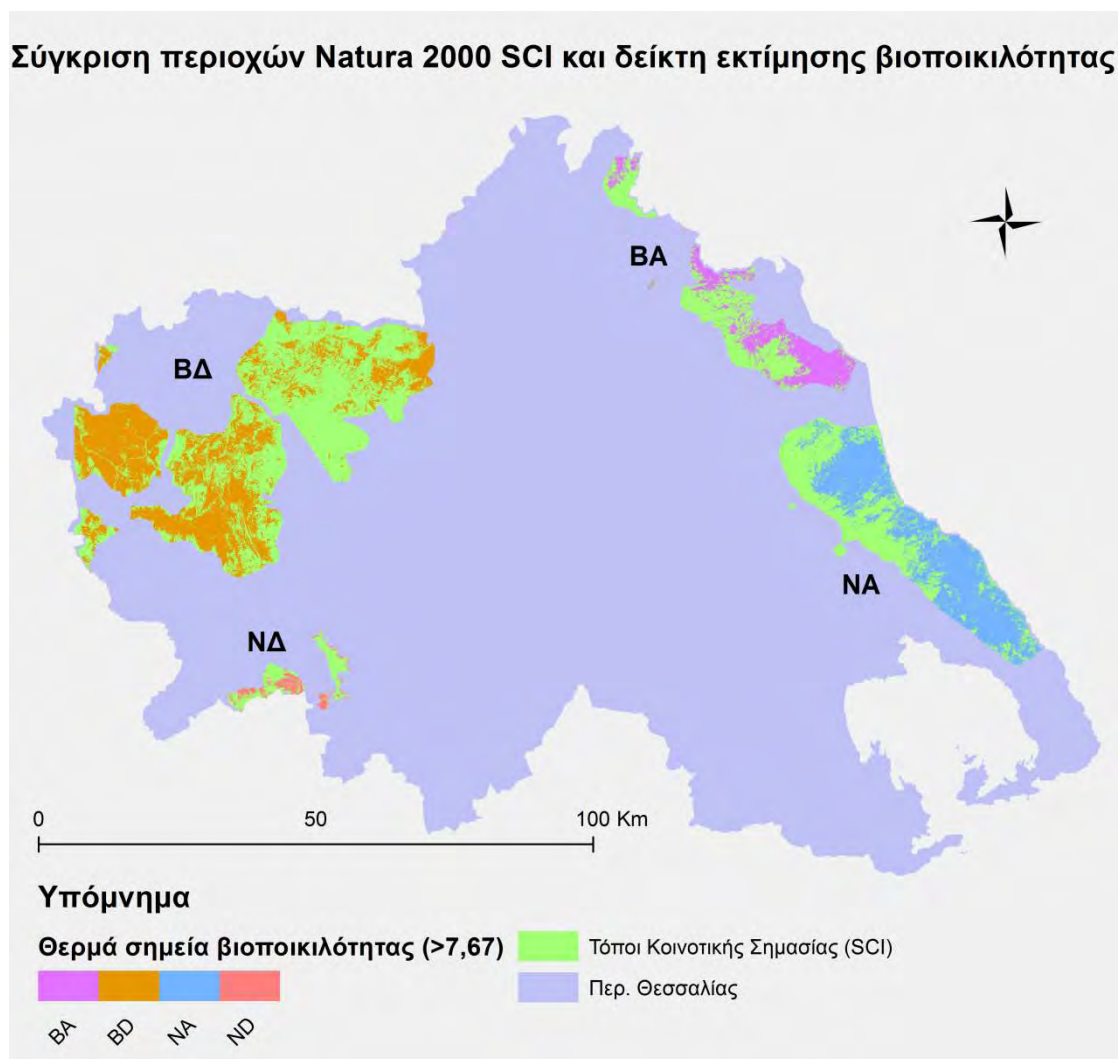 Σύγκριση περιοχών Natura 2000 SCI και δείκτη εκτίμησης βιοποικιλότητας
ΒΑ
ΒΔ
ΝΑ
ΝΔ
0 50 100 Km
Υπόμνημα
Θερμά σημεία βιοποικιλότητας (>7,67)
BA BD NA ND
Τόποι Κοινοτικής Σημασίας (SCI)
Περ. Θεσσαλίας